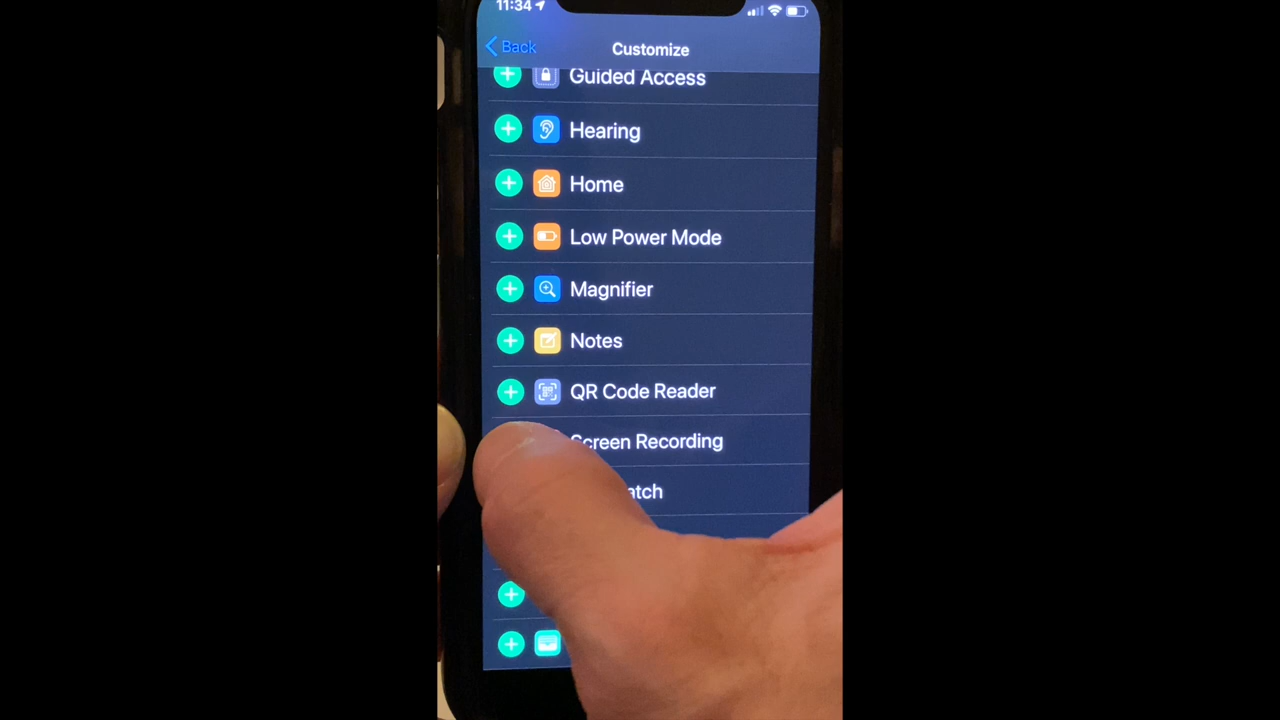 11:34
Back
Customize
Guided Access
Hearing
Home
Low Power Mode
Magnifier
Notes
QR Code Reader
Screen Recording
atch